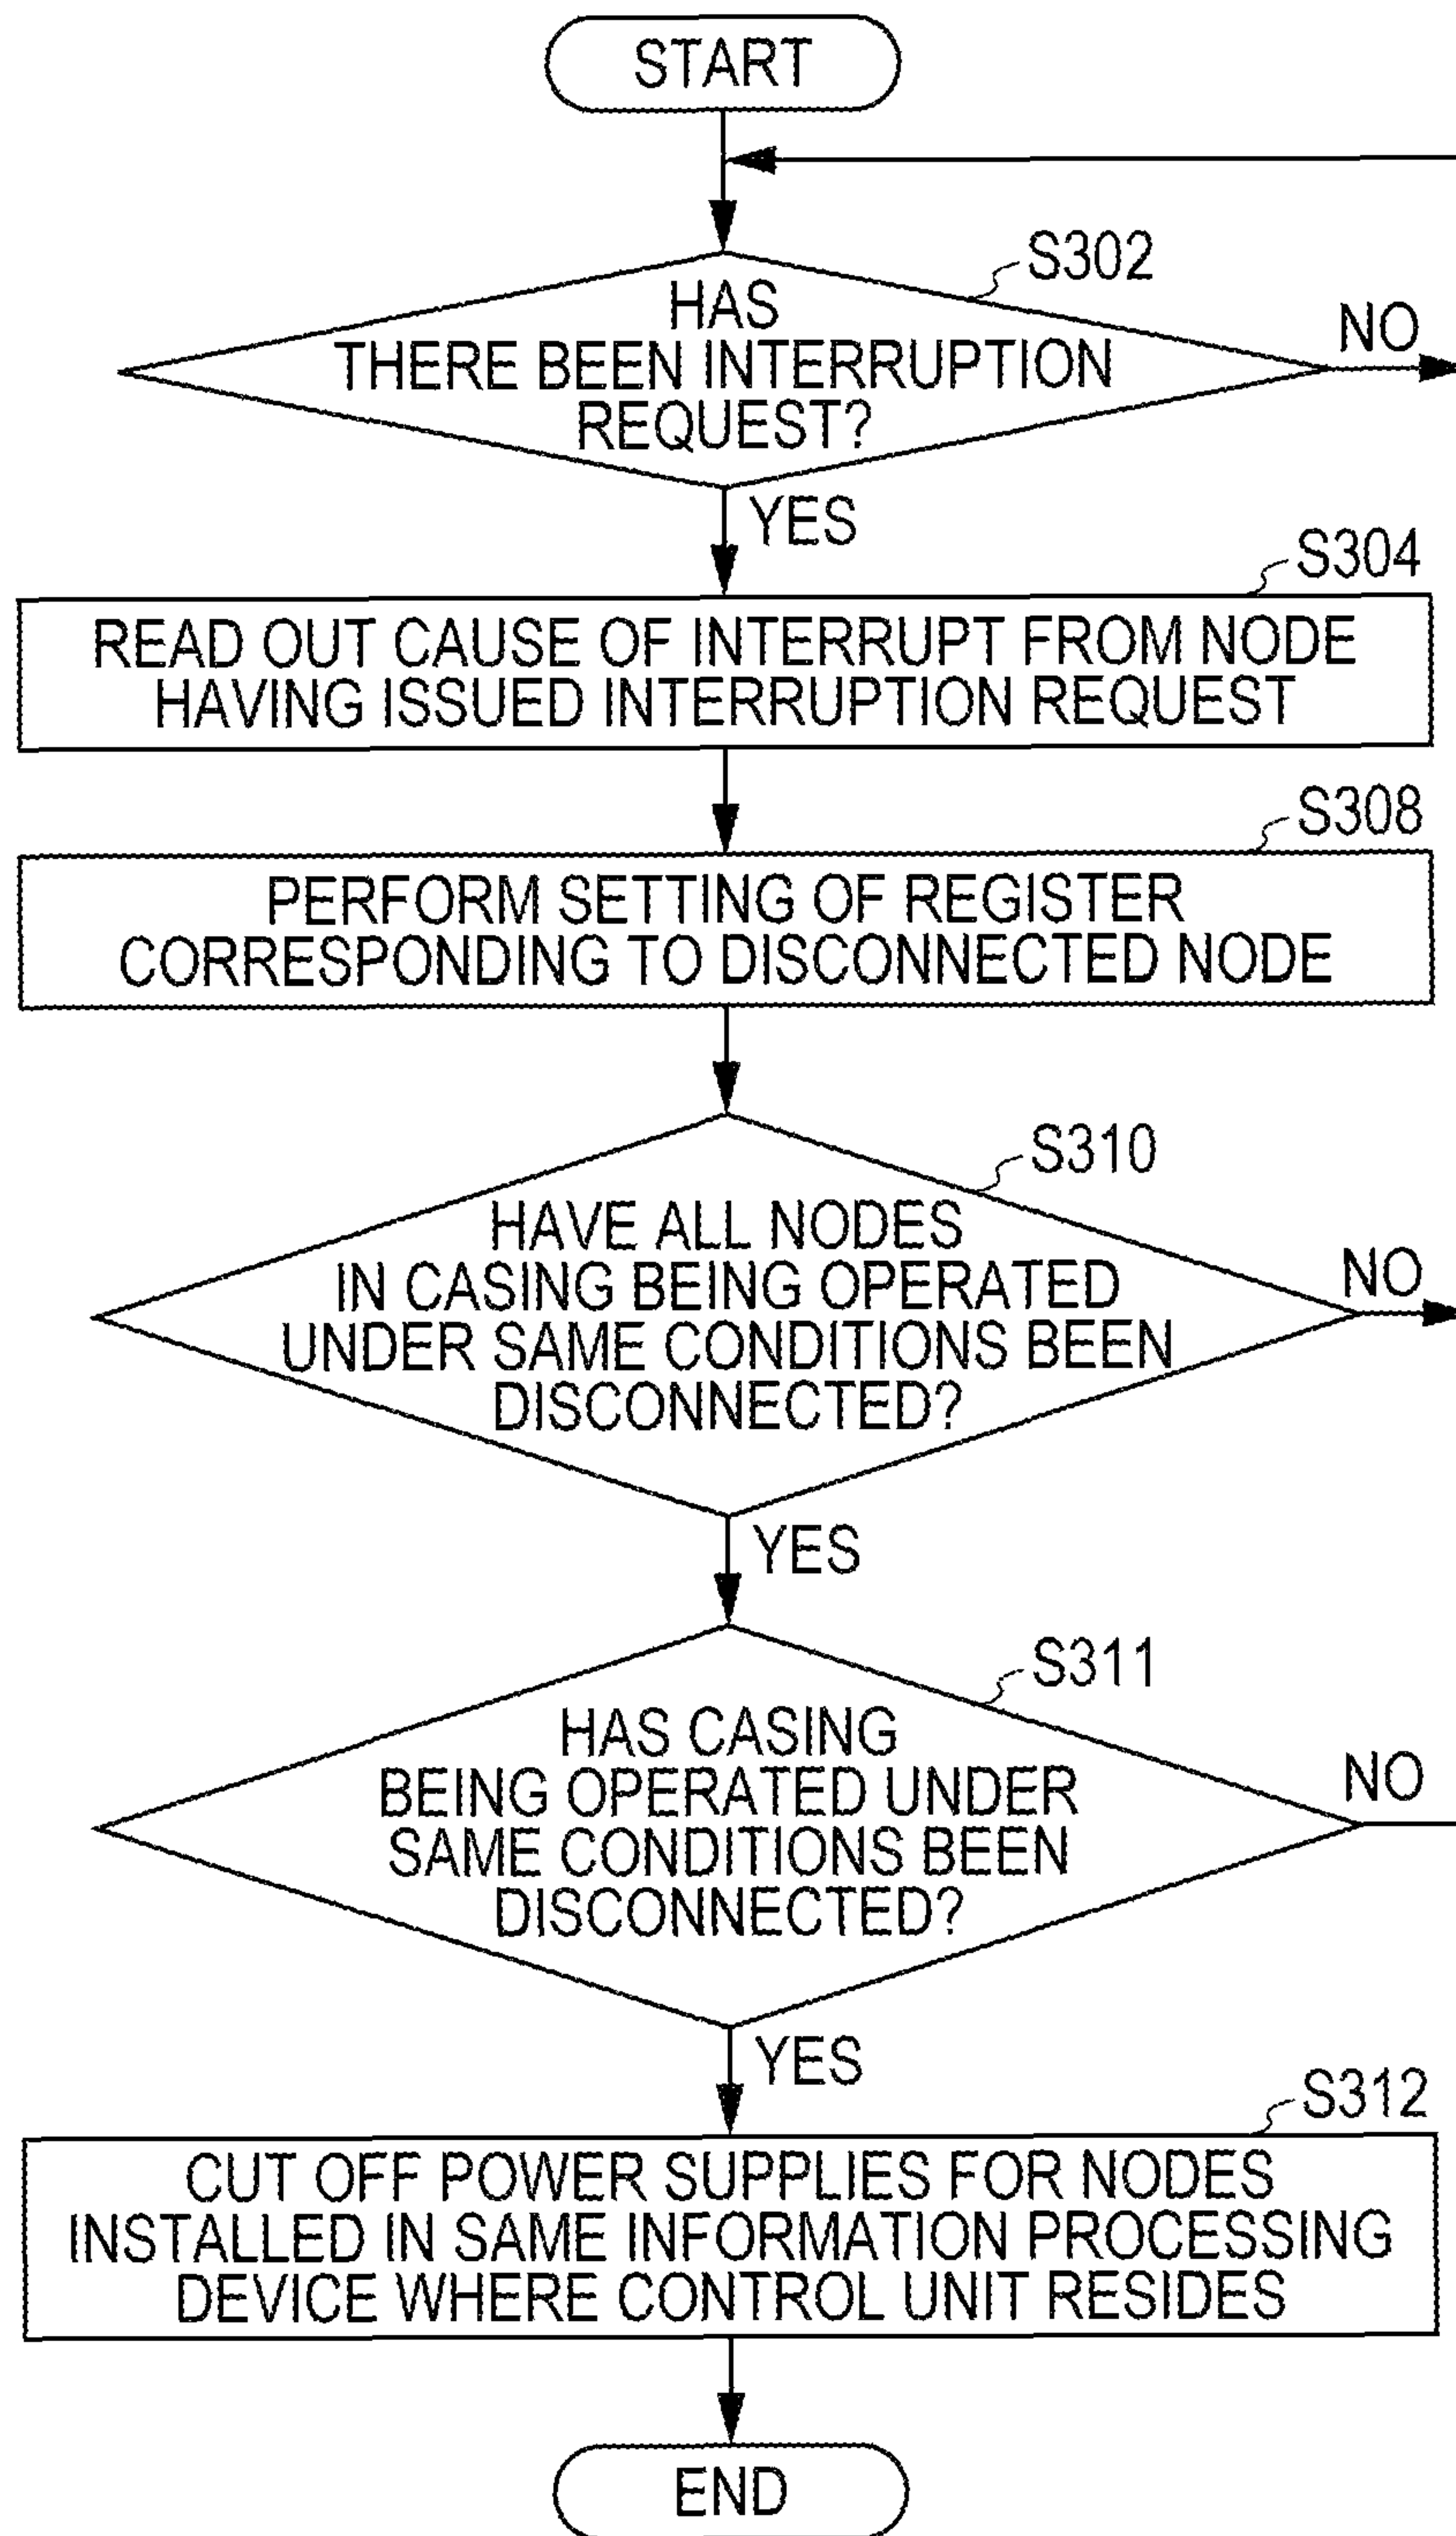 START
S302
HAS
THERE BEEN INTERRUPTION
REQUEST?
NO
YES
S304
READ OUT CAUSE OF INTERRUPT FROM NODE
HAVING ISSUED INTERRUPTION REQUEST
S308
PERFORM SETTING OF REGISTER
CORRESPONDING TO DISCONNECTED NODE
S310
HAVE ALL NODES
IN CASING BEING OPERATED
UNDER SAME CONDITIONS BEEN
DISCONNECTED?
NO
YES
S311
HAS CASING
BEING OPERATED UNDER
SAME CONDITIONS BEEN
DISCONNECTED?
NO
YES
S312
CUT OFF POWER SUPPLIES FOR NODES
INSTALLED IN SAME INFORMATION PROCESSING
DEVICE WHERE CONTROL UNIT RESIDES
END